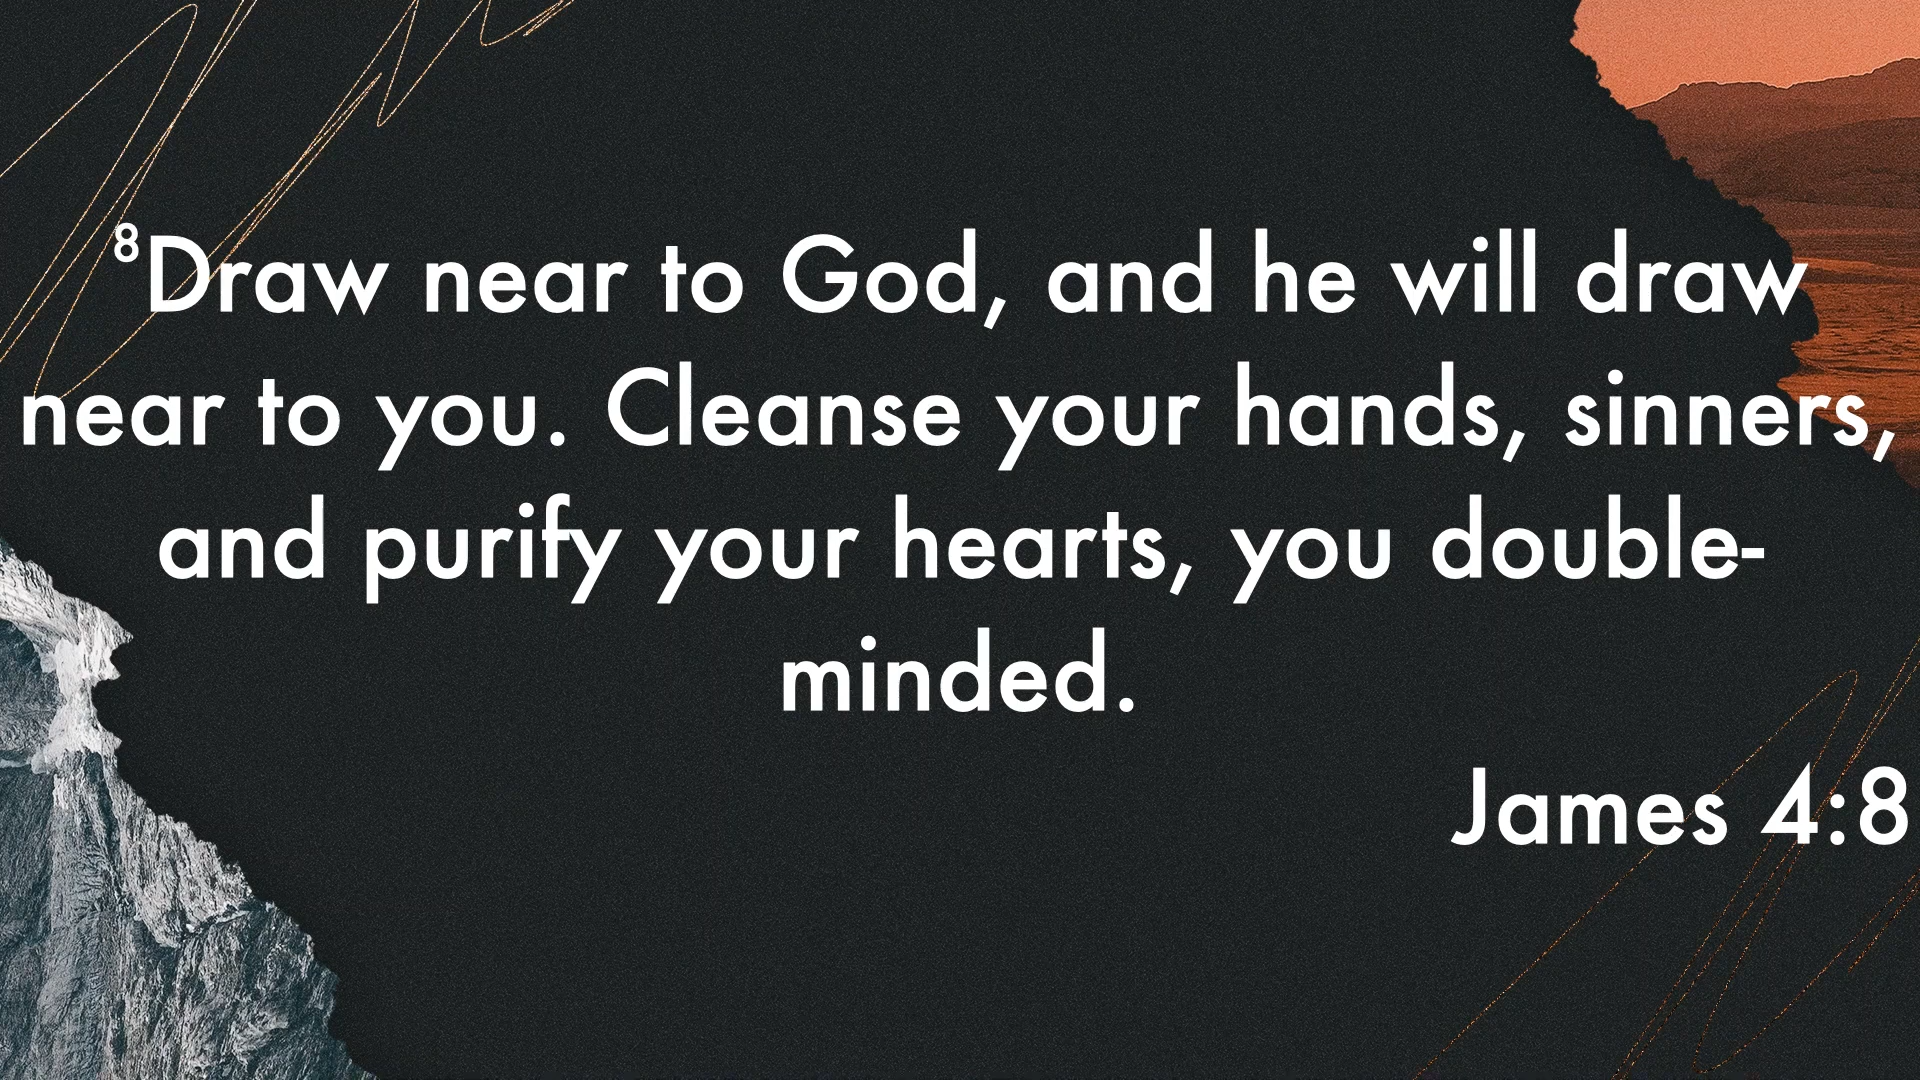 ⁸Draw near to God, and he will draw
near to you. Cleanse your hands, sinners,
and purify your hearts, you double-
minded.
James 4:8